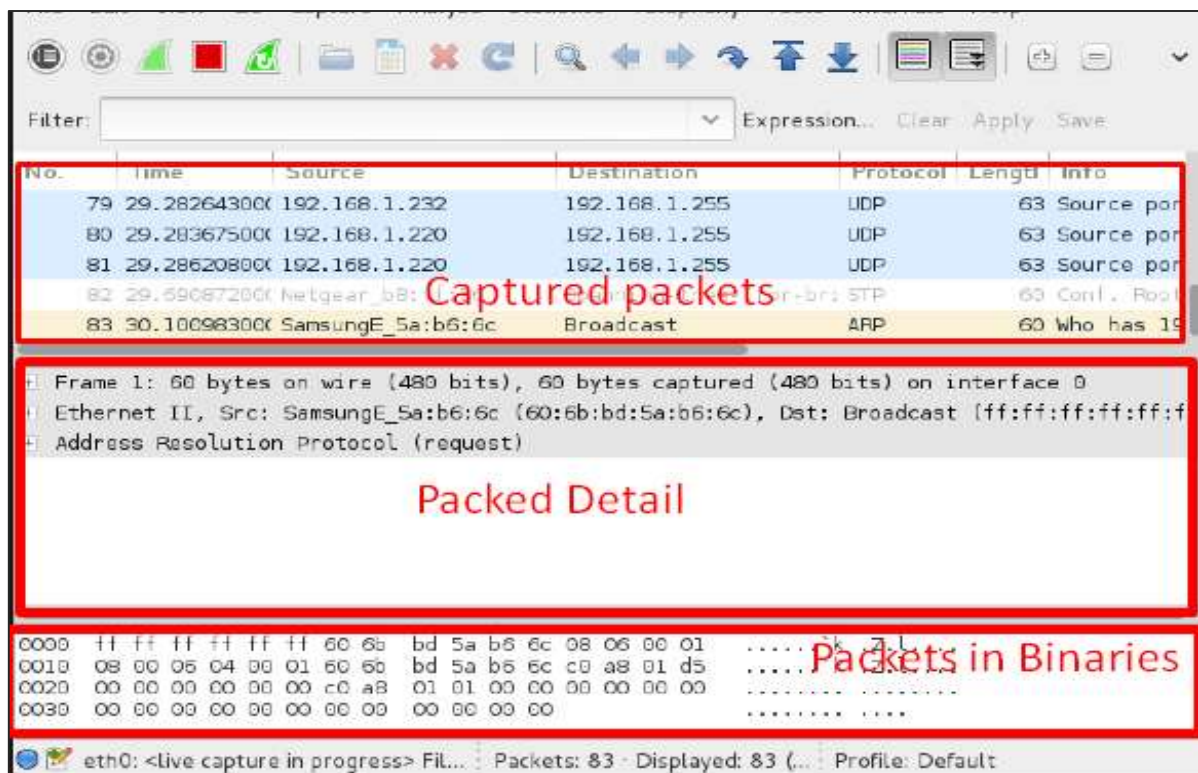 Filter:
Expression... Clear Apply Save
No. Time Source Destination Protocol Lengtl Info
79 29.28264300( 192.168.1.232 192.168.1.255 UDP 63 Source por
80 29.28367500( 192.168.1.220 192.168.1.255 UDP 63 Source por
81 29.28620800( 192.168.1.220 192.168.1.255 UDP 63 Source por
82 29.69087200( Netgear_b8: STP 60 Conf. Root
Captured packets
83 30.10098300( SamsungE_5a:b6:6c Broadcast ARP 60 Who has 19
Frame 1: 60 bytes on wire (480 bits), 60 bytes captured (480 bits) on interface 0
Ethernet II, Src: SamsungE_5a:b6:6c (60:6b:bd:5a:b6:6c), Dst: Broadcast (ff:ff:ff:ff:ff:f
Address Resolution Protocol (request)
Packed Detail
0000 ff ff ff ff ff ff 60 6b bd 5a b6 6c 08 06 00 01
0010 08 00 06 04 00 01 60 6b bd 5a b6 6c c0 a8 01 d5
Packets in Binaries
0020 00 00 00 00 00 00 c0 a8 01 01 00 00 00 00 00 00 ........ ........
0030 00 00 00 00 00 00 00 00 00 00 00 00 ........ ....
eth0: <live capture in progress> Fil... Packets: 83 · Displayed: 83 (... Profile: Default